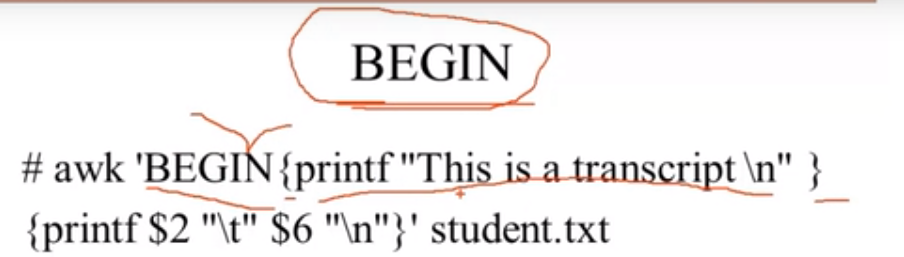 BEGIN
# awk 'BEGIN{printf "This is a transcript \n" }
{printf $2 "\t" $6 "\n"}' student.txt